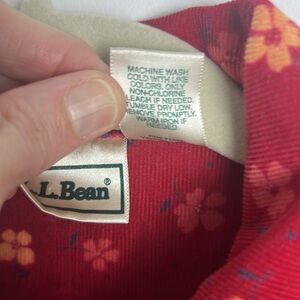 MACHINE WASH
COLD WITH LIKE
COLORS. ONLY
NON-CHLORINE
LEACH IF NEEDED.
TUMBLE DRY LOW.
REMOVE PROMPTLY.
WARM IRON IF
NEEDED.
L.Bean®